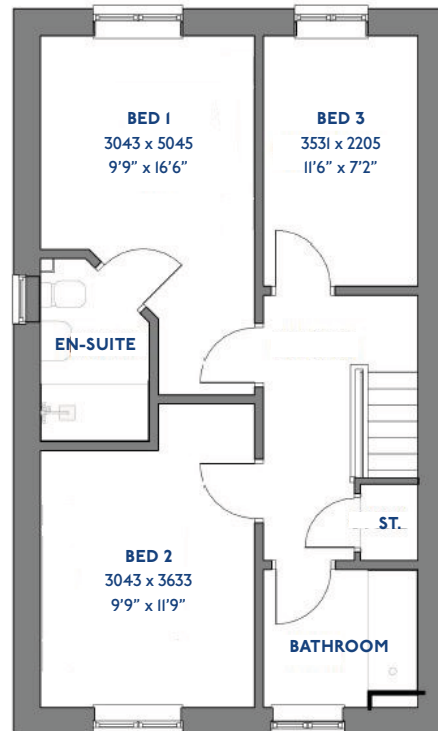 BED 1
3043 x 5045
9'9" x 16'6"
BED 3
3531 x 2205
11'6" x 7'2"
EN-SUITE
ST.
BED 2
3043 x 3633
9'9" x 11'9"
BATHROOM